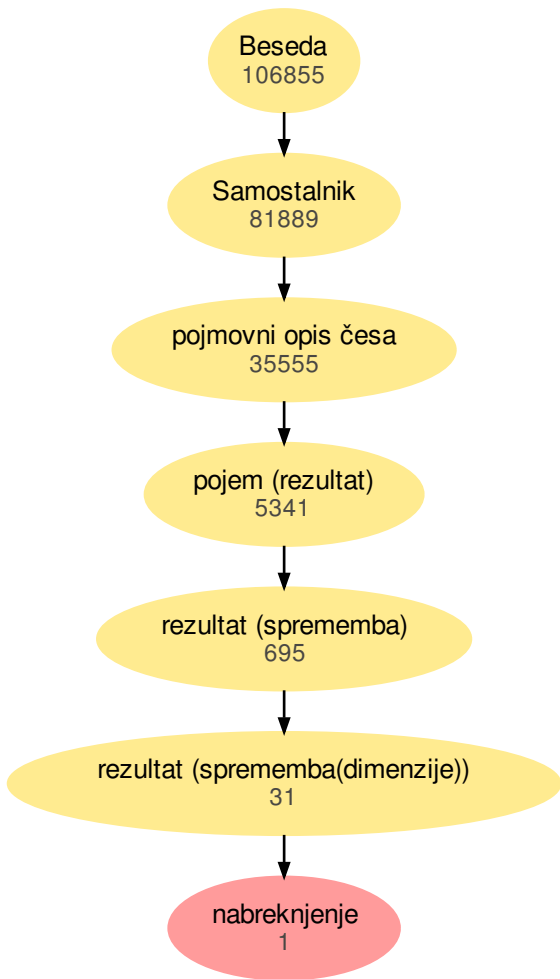 Beseda
106855
Samostalnik
81889
pojmovni opis česa
35555
pojem (rezultat)
5341
rezultat (sprememba)
695
rezultat (sprememba(dimenzije))
31
nabreknjenje
1